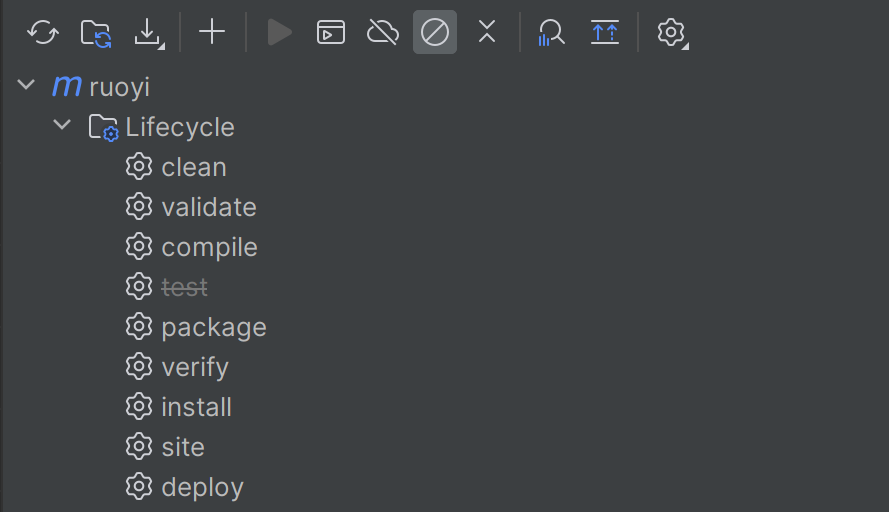 m ruoyi
Lifecycle
clean
validate
compile
test
package
verify
install
site
deploy